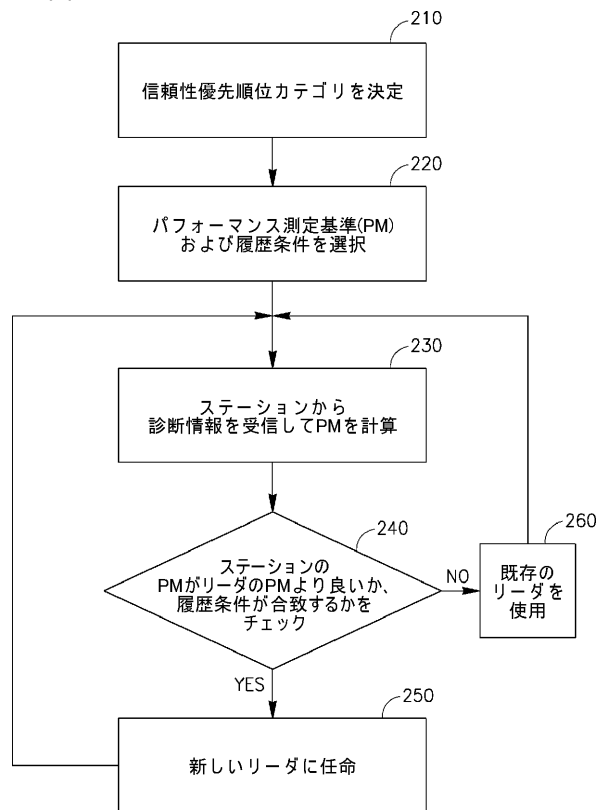 210
信頼性優先順位カテゴリを決定
220
パフォーマンス測定基準(PM)
および履歴条件を選択
230
ステーションから
診断情報を受信してPMを計算
240
ステーションの
PMがリーダのPMより良いか、
履歴条件が合致するかを
チェック
NO
260
既存の
リーダを
使用
YES
250
新しいリーダに任命